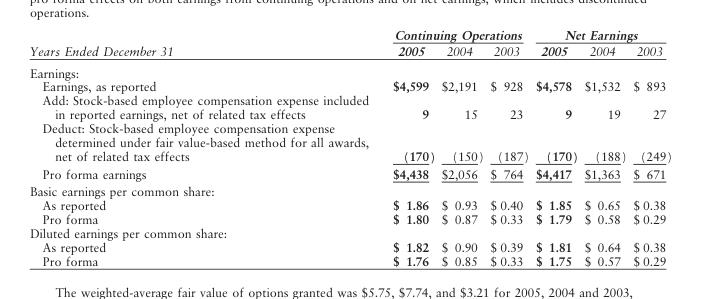 pro forma effects on both earnings from continuing operations and on net earnings, which includes discontinued
operations.
Continuing Operations Net Earnings
Years Ended December 31 2005 2004 2003 2005 2004 2003
Earnings:
Earnings, as reported $4,599 $2,191 $ 928 $4,578 $1,532 $ 893
Add: Stock-based employee compensation expense included
in reported earnings, net of related tax effects 9 15 23 9 19 27
Deduct: Stock-based employee compensation expense
determined under fair value-based method for all awards,
net of related tax effects (170) (150) (187) (170) (188) (249)
Pro forma earnings $4,438 $2,056 $ 764 $4,417 $1,363 $ 671
Basic earnings per common share:
As reported $ 1.86 $ 0.93 $0.40 $ 1.85 $ 0.65 $0.38
Pro forma $ 1.80 $ 0.87 $0.33 $ 1.79 $ 0.58 $0.29
Diluted earnings per common share:
As reported $ 1.82 $ 0.90 $0.39 $ 1.81 $ 0.64 $0.38
Pro forma $ 1.76 $ 0.85 $0.33 $ 1.75 $ 0.57 $0.29
The weighted-average fair value of options granted was $5.75, $7.74, and $3.21 for 2005, 2004 and 2003,